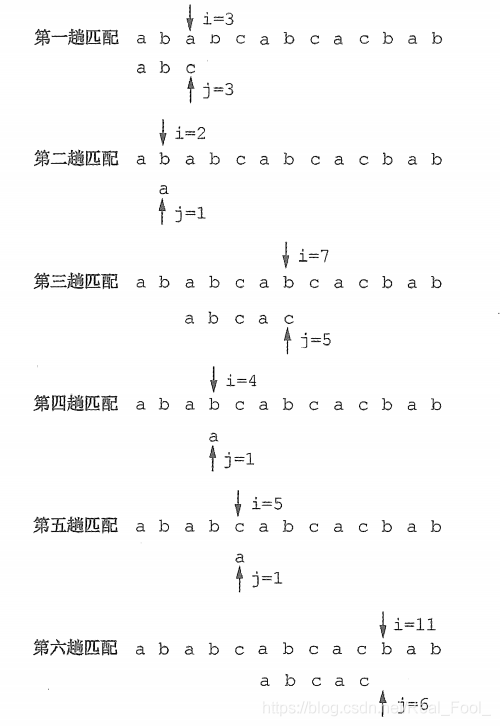 i=3
第一趟匹配 a b a b c a b c a c b a b
a b c
j=3
i=2
第二趟匹配 a b a b c a b c a c b a b
a
j=1
i=7
第三趟匹配 a b a b c a b c a c b a b
a b c a c
j=5
i=4
第四趟匹配 a b a b c a b c a c b a b
a
j=1
i=5
第五趟匹配 a b a b c a b c a c b a b
a
j=1
i=11
第六趟匹配 a b a b c a b c a c b a b
a b c a c
j=6
https://blog.csdn.net/Real_Fool_